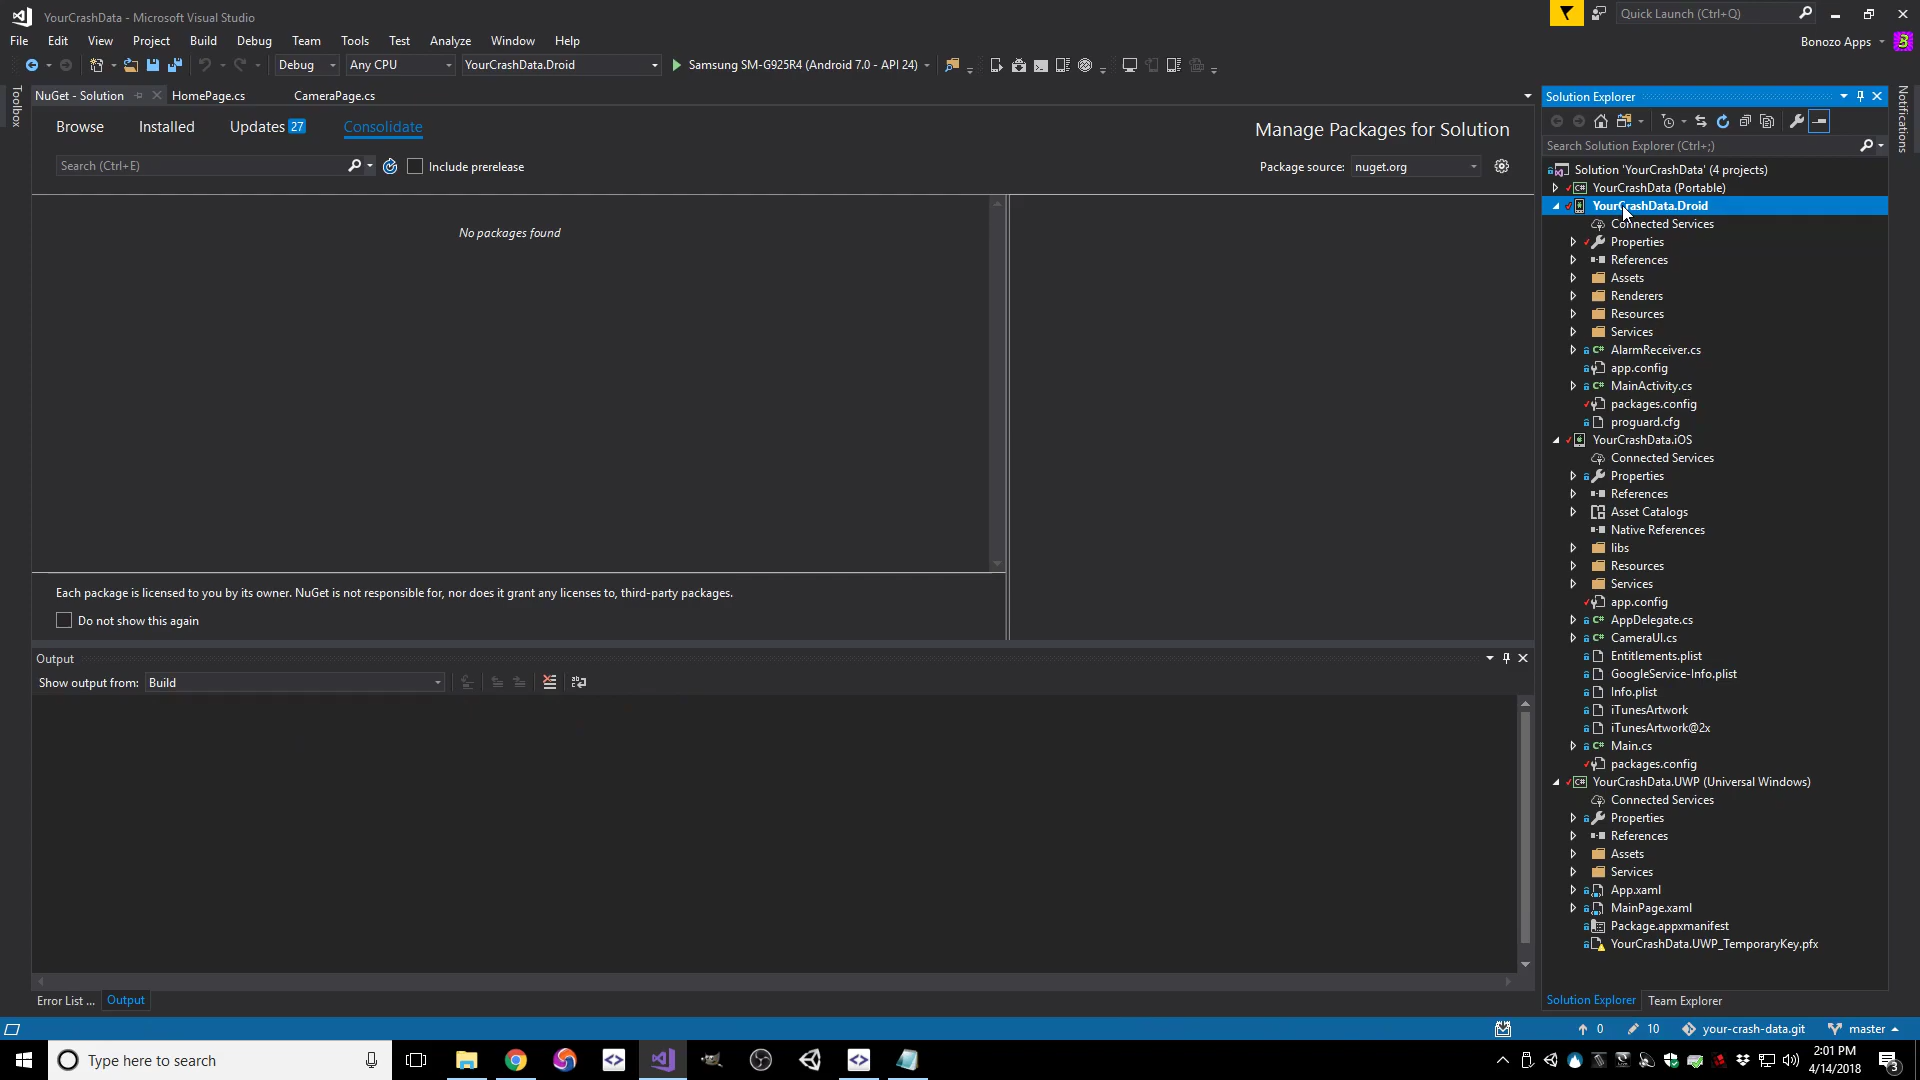 YourCrashData - Microsoft Visual Studio
Quick Launch (Ctrl+Q)
File Edit View Project Build Debug Team Tools Test Analyze Window Help
Bonozo Apps
Debug Any CPU YourCrashData.Droid Samsung SM-G925R4 (Android 7.0 - API 24)
Toolbox
NuGet - Solution HomePage.cs CameraPage.cs
Browse Installed Updates 27 Consolidate
Manage Packages for Solution
Search (Ctrl+E)
Include prerelease
Package source: nuget.org
No packages found
Each package is licensed to you by its owner. NuGet is not responsible for, nor does it grant any licenses to, third-party packages.
Do not show this again
Output
Show output from: Build
Error List ... Output
Solution Explorer
Notifications
Search Solution Explorer (Ctrl+;)
Solution 'YourCrashData' (4 projects)
YourCrashData (Portable)
YourCrashData.Droid
Connected Services
Properties
References
Assets
Renderers
Resources
Services
AlarmReceiver.cs
app.config
MainActivity.cs
packages.config
proguard.cfg
YourCrashData.iOS
Connected Services
Properties
References
Asset Catalogs
Native References
libs
Resources
Services
app.config
AppDelegate.cs
CameraUI.cs
Entitlements.plist
GoogleService-Info.plist
Info.plist
iTunesArtwork
iTunesArtwork@2x
Main.cs
packages.config
YourCrashData.UWP (Universal Windows)
Connected Services
Properties
References
Assets
Services
App.xaml
MainPage.xaml
Package.appxmanifest
YourCrashData.UWP_TemporaryKey.pfx
Solution Explorer Team Explorer
0 10 your-crash-data.git master
Type here to search
2:01 PM
4/14/2018
3